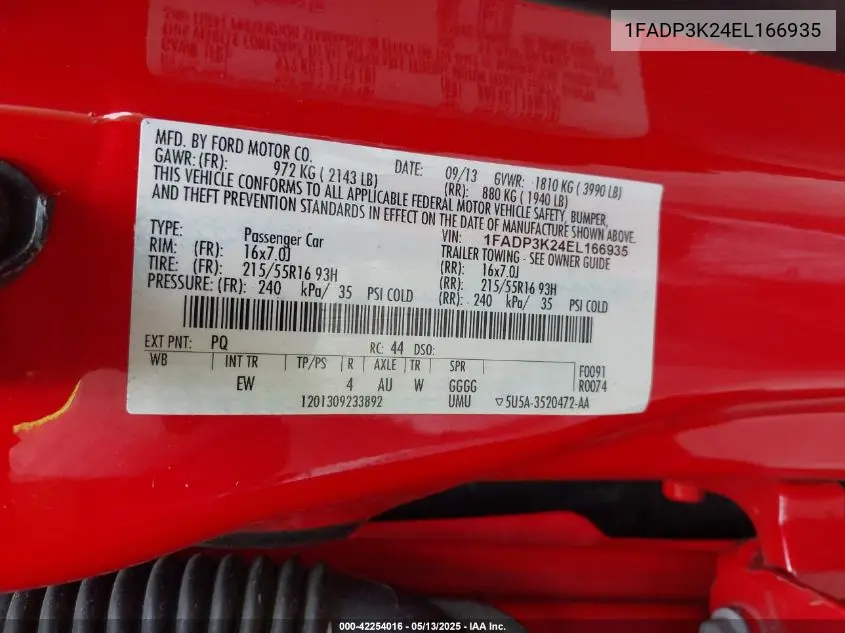 1FADP3K24EL166935
MFD. BY FORD MOTOR CO. DATE: 09/13 GVWR: 1810 KG ( 3990 LB)
GAWR: (FR): 972 KG ( 2143 LB) (RR): 880 KG ( 1940 LB)
THIS VEHICLE CONFORMS TO ALL APPLICABLE FEDERAL MOTOR VEHICLE SAFETY, BUMPER,
AND THEFT PREVENTION STANDARDS IN EFFECT ON THE DATE OF MANUFACTURE SHOWN ABOVE.
VIN: 1FADP3K24EL166935
TYPE: Passenger Car TRAILER TOWING - SEE OWNER GUIDE
RIM: (FR): 16x7.0J (RR): 16x7.0J
TIRE: (FR): 215/55R16 93H (RR): 215/55R16 93H
PRESSURE: (FR): 240 kPa/ 35 PSI COLD (RR): 240 kPa/ 35 PSI COLD
EXT PNT: PQ RC: 44 DSO:
WB INT TR TP/PS R AXLE TR SPR F0091
EW 4 AU W GGGG R0074
1201309233892 UMU ▽5U5A-3520472-AA
000-42254016 - 05/13/2025 - IAA Inc.